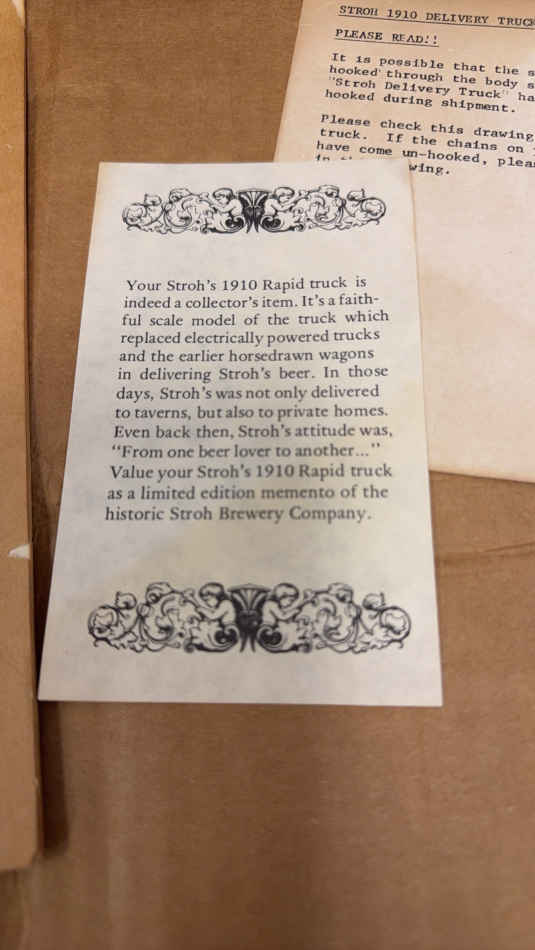 STROH 1910 DELIVERY TRUCK
PLEASE READ!!
It is possible that the
hooked through the body
"Stroh Delivery Truck"
hooked during shipment.
Please check this drawing
truck. If the chains on
have come un-hooked,
Your Stroh's 1910 Rapid truck is
indeed a collector's item. It's a faith-
ful scale model of the truck which
replaced electrically powered trucks
and the earlier horsedrawn wagons
in delivering Stroh's beer. In those
days, Stroh's was not only delivered
to taverns, but also to private homes.
Even back then, Stroh's attitude was,
"From one beer lover to another..."
Value your Stroh's 1910 Rapid truck
as a limited edition memento of the
historic Stroh Brewery Company.